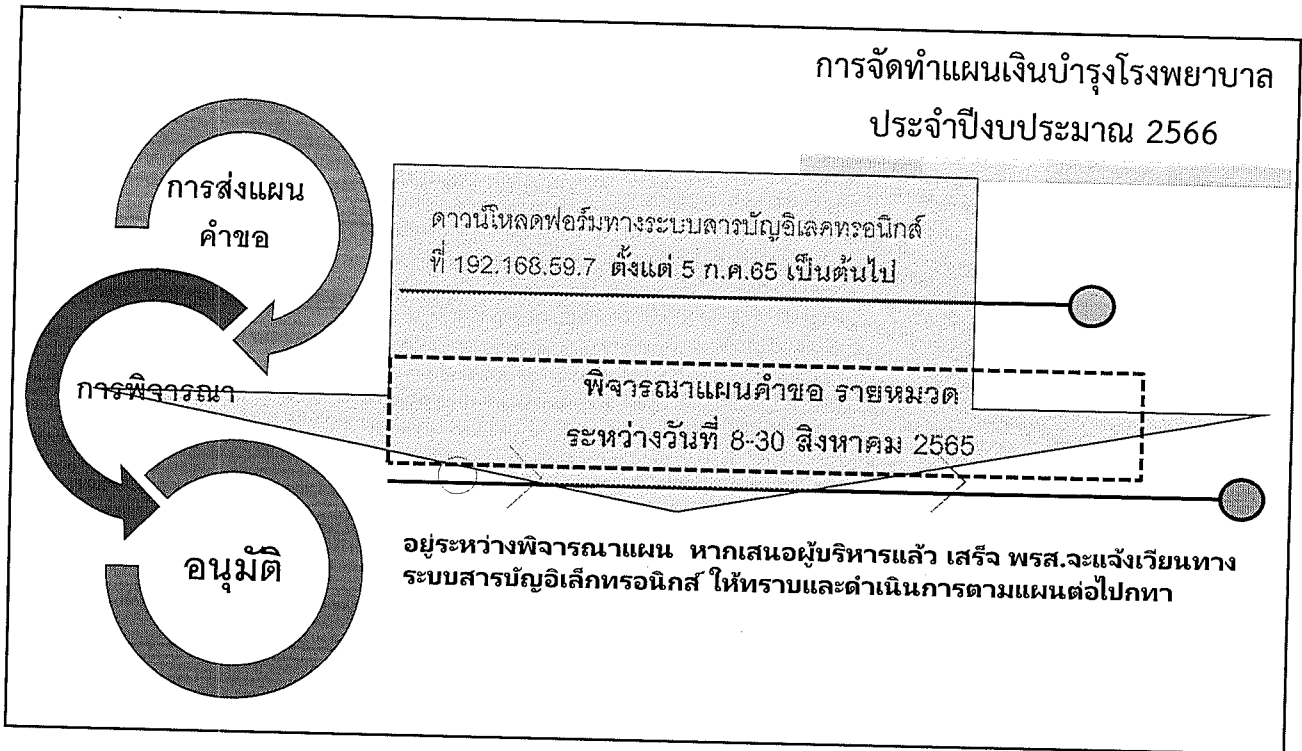 การจัดทำแผนเงินบำรุงโรงพยาบาล
ประจำปีงบประมาณ 2566
การส่งแผน
คำขอ
ดาวน์โหลดฟอร์มทางระบบสารบัญอิเลคทรอนิกส์
ที่ 192.168.59.7 ตั้งแต่ 5 ก.ค.65 เป็นต้นไป
การพิจารณา
พิจารณาแผนคำขอ รายหมวด
ระหว่างวันที่ 8-30 สิงหาคม 2565
อนุมัติ
อยู่ระหว่างพิจารณาแผน หากเสนอผู้บริหารแล้ว เสร็จ พรส.จะแจ้งเวียนทาง
ระบบสารบัญอิเล็กทรอนิกส์ ให้ทราบและดำเนินการตามแผนต่อไปกทา